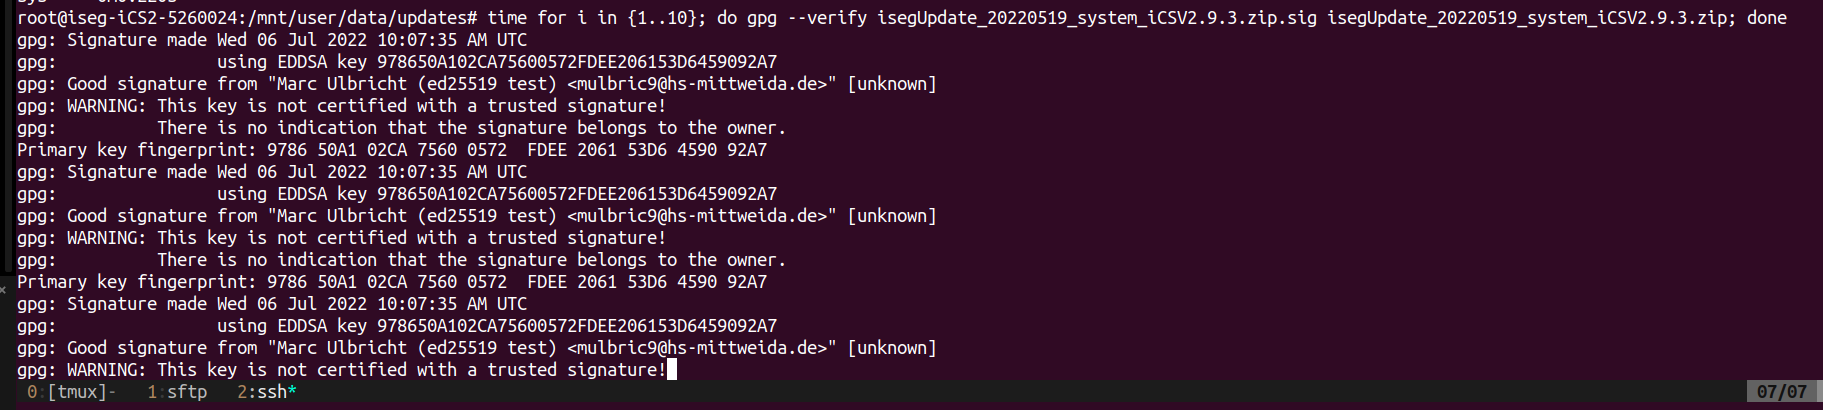 root@iseg-iCS2-5260024:/mnt/user/data/updates# time for i in {1..10}; do gpg --verify isegUpdate_20220519_system_iCSV2.9.3.zip.sig isegUpdate_20220519_system_iCSV2.9.3.zip; done
gpg: Signature made Wed 06 Jul 2022 10:07:35 AM UTC
gpg:                using EDDSA key 978650A102CA75600572FDEE206153D6459092A7
gpg: Good signature from "Marc Ulbricht (ed25519 test) <mulbric9@hs-mittweida.de>" [unknown]
gpg: WARNING: This key is not certified with a trusted signature!
gpg:          There is no indication that the signature belongs to the owner.
Primary key fingerprint: 9786 50A1 02CA 7560 0572  FDEE 2061 53D6 4590 92A7
gpg: Signature made Wed 06 Jul 2022 10:07:35 AM UTC
gpg:                using EDDSA key 978650A102CA75600572FDEE206153D6459092A7
gpg: Good signature from "Marc Ulbricht (ed25519 test) <mulbric9@hs-mittweida.de>" [unknown]
gpg: WARNING: This key is not certified with a trusted signature!
gpg:          There is no indication that the signature belongs to the owner.
Primary key fingerprint: 9786 50A1 02CA 7560 0572  FDEE 2061 53D6 4590 92A7
gpg: Signature made Wed 06 Jul 2022 10:07:35 AM UTC
gpg:                using EDDSA key 978650A102CA75600572FDEE206153D6459092A7
gpg: Good signature from "Marc Ulbricht (ed25519 test) <mulbric9@hs-mittweida.de>" [unknown]
gpg: WARNING: This key is not certified with a trusted signature!
0:[tmux]-   1:sftp   2:ssh*   07/07